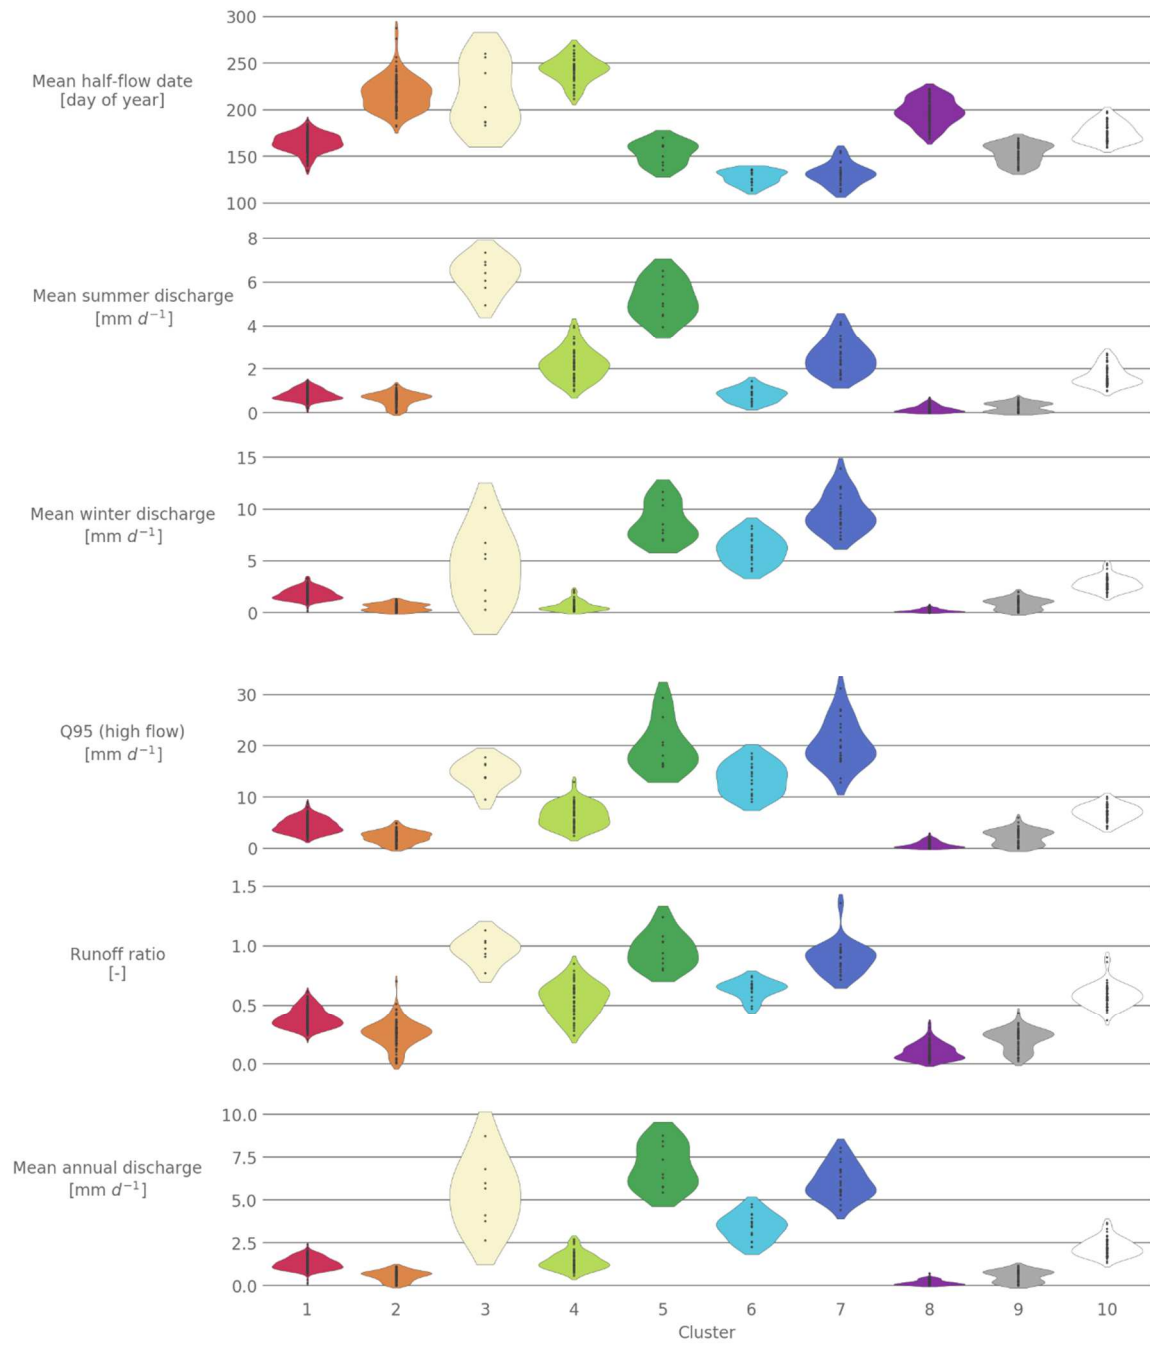 300
250
200
150
100
Mean half-flow date
[day of year]
8
6
4
2
0
Mean summer discharge
[mm d⁻¹]
15
10
5
0
Mean winter discharge
[mm d⁻¹]
30
20
10
0
Q95 (high flow)
[mm d⁻¹]
1.5
1.0
0.5
0.0
Runoff ratio
[-]
10.0
7.5
5.0
2.5
0.0
Mean annual discharge
[mm d⁻¹]
1 2 3 4 5 6 7 8 9 10
Cluster